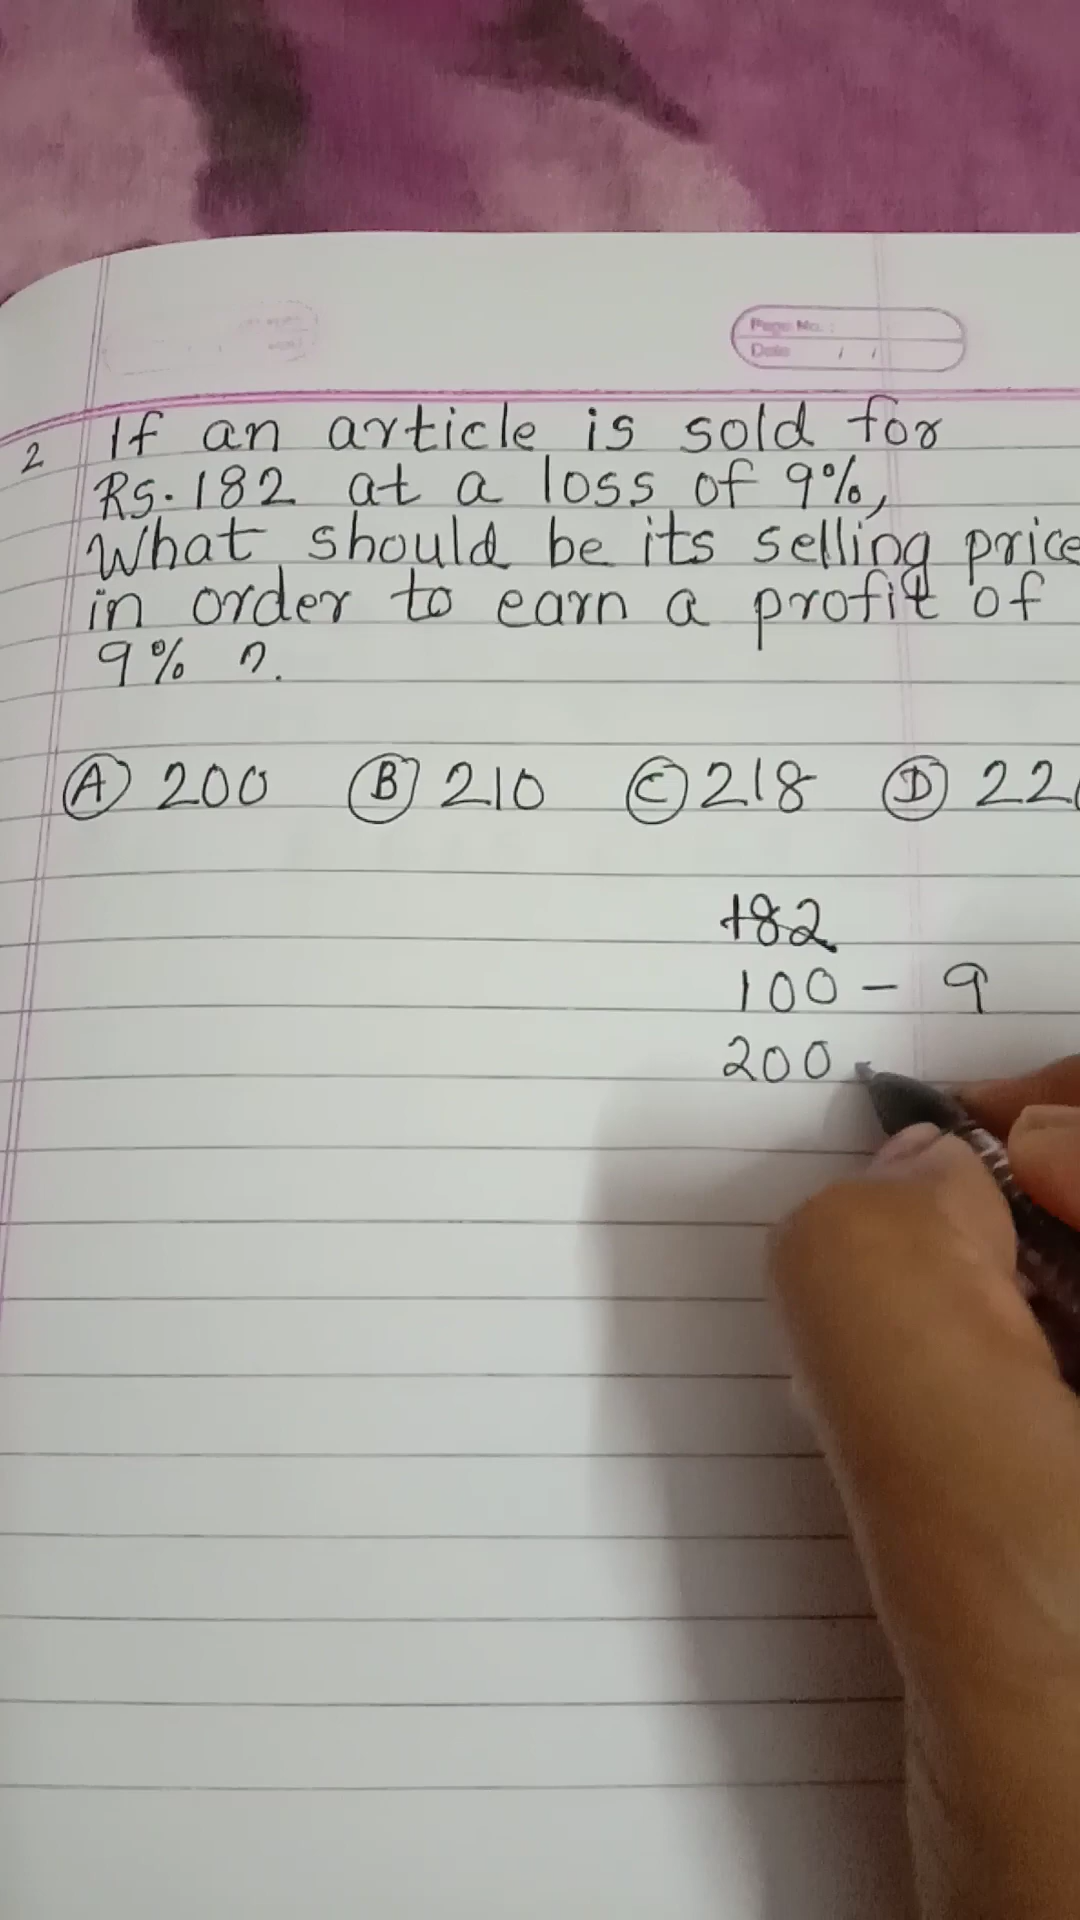 Page No. :
Date / /
2 If an article is sold for
Rs. 182 at a loss of 9%,
What should be its selling price
in order to earn a profit of
9% ?.
(A) 200 (B) 210 (C) 218 (D)
182
100 - 9
200